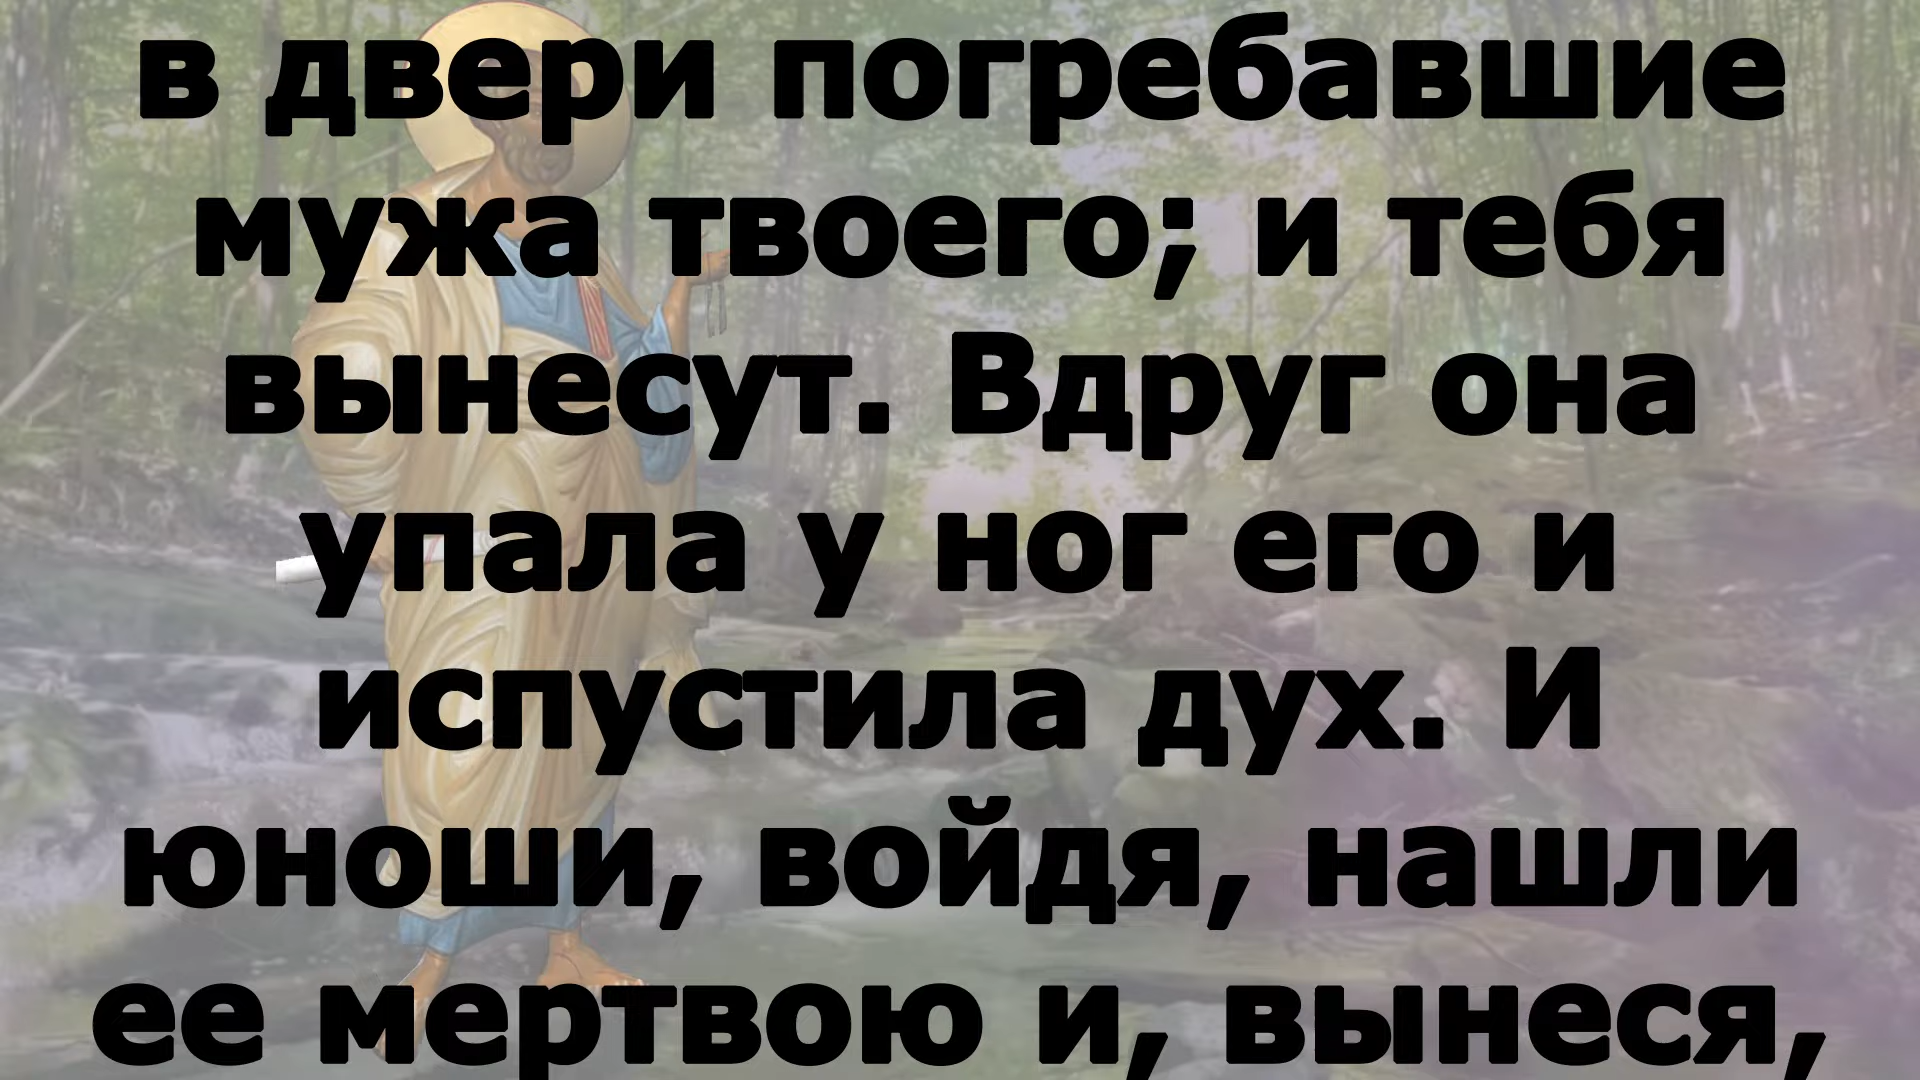 в двери погребавшие
мужа твоего; и тебя
вынесут. Вдруг она
упала у ног его и
испустила дух. И
юноши, войдя, нашли
ее мертвою и, вынеся,